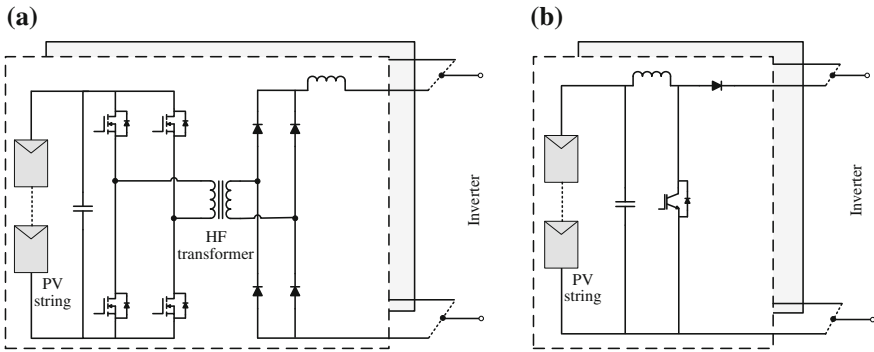 (a)
PV
string
HF
transformer
Inverter
(b)
PV
string
Inverter